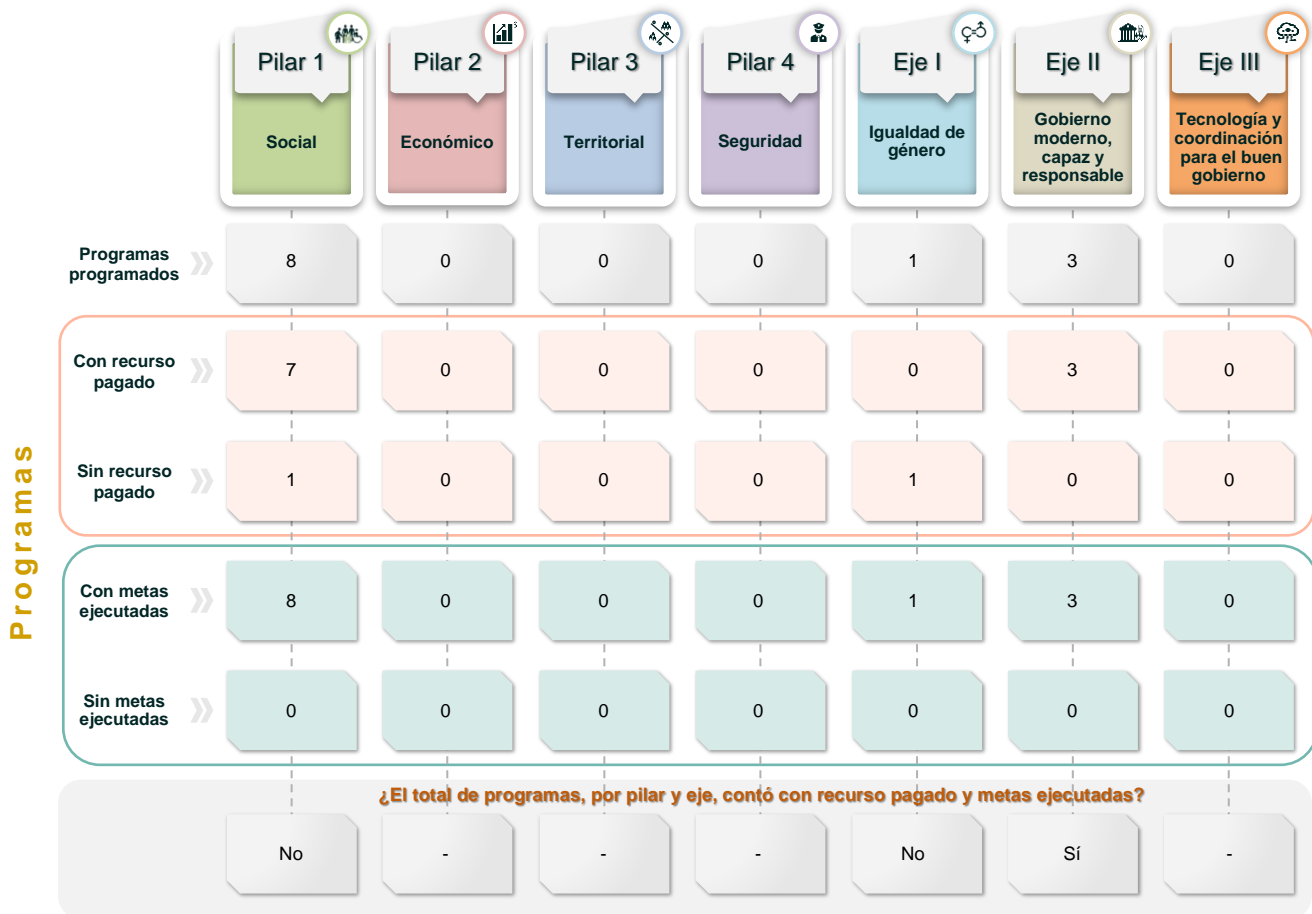 Pilar 1
Pilar 2
Pilar 3
Pilar 4
Eje I
Eje II
Eje III
Social
Económico
Territorial
Seguridad
Igualdad de
género
Gobierno
moderno,
capaz y
responsable
Tecnología y
coordinación
para el buen
gobierno
Programas
Programas
programados
8 0 0 0 1 3 0
Con recurso
pagado
7 0 0 0 0 3 0
Sin recurso
pagado
1 0 0 0 1 0 0
Con metas
ejecutadas
8 0 0 0 1 3 0
Sin metas
ejecutadas
0 0 0 0 0 0 0
¿El total de programas, por pilar y eje, contó con recurso pagado y metas ejecutadas?
No - - - No Sí -